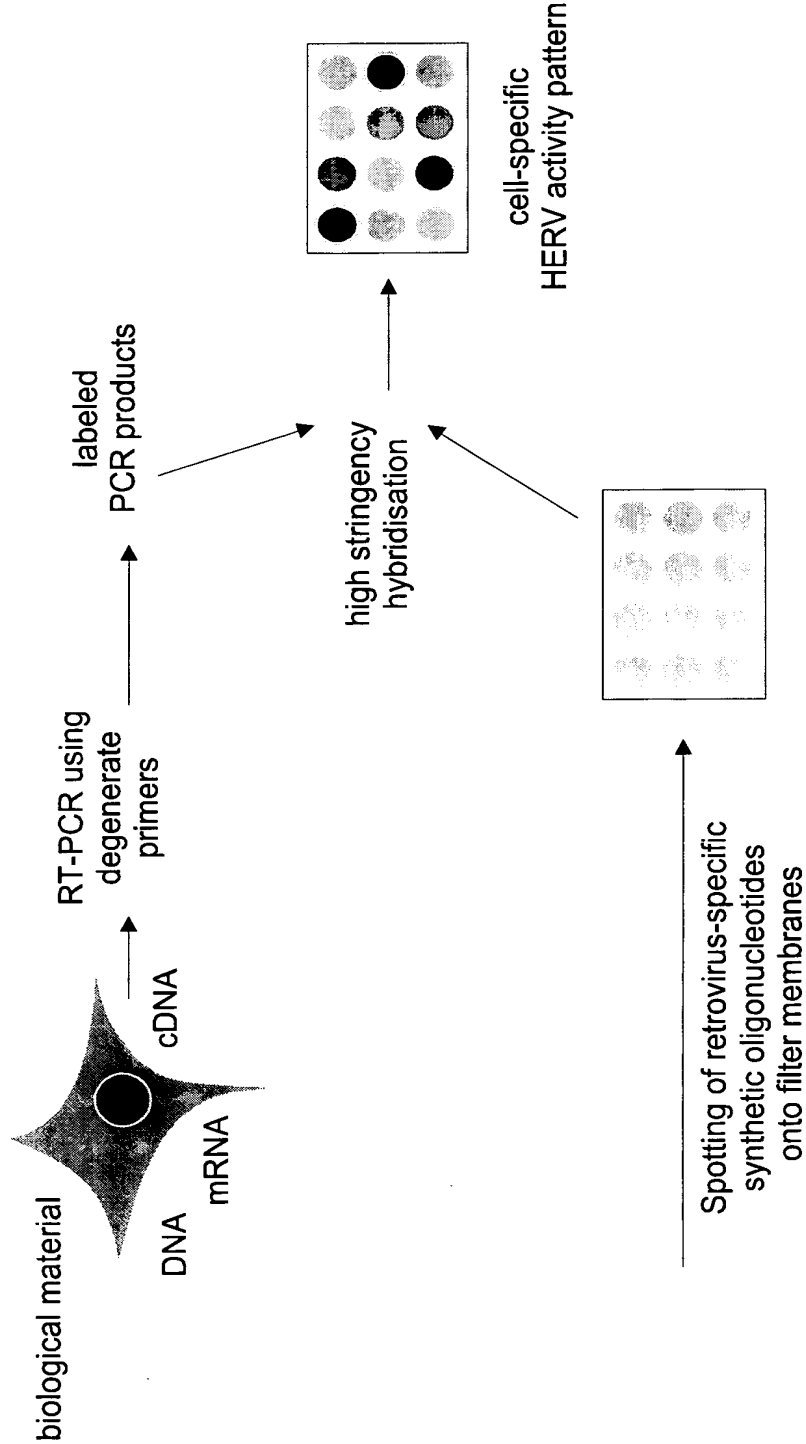 biological material
DNA
mRNA
cDNA
RT-PCR using
degenerate
primers
labeled
PCR products
high stringency
hybridisation
cell-specific
HERV activity pattern
Spotting of retrovirus-specific
synthetic oligonucleotides
onto filter membranes